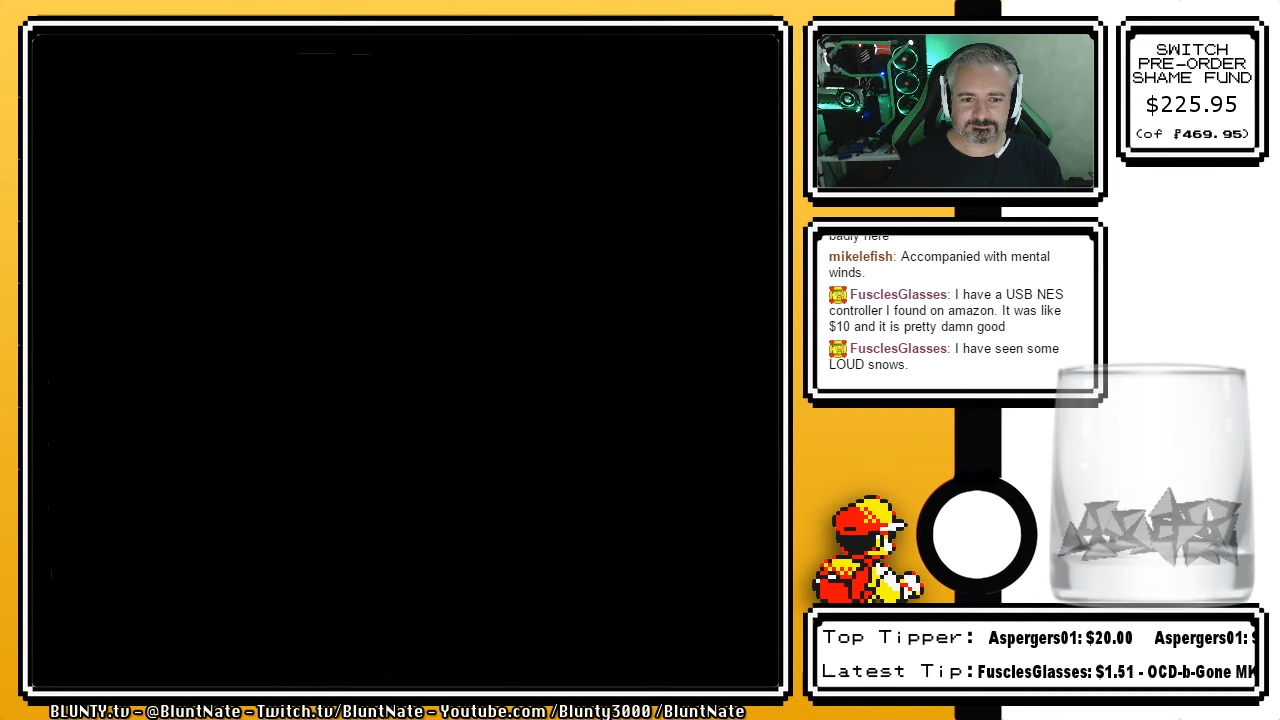 SWITCH
PRE-ORDER
SHAME FUND
$225.95
(of $469.95)
badly here
mikelefish: Accompanied with mental
winds.
FusclesGlasses: I have a USB NES
controller I found on amazon. It was like
$10 and it is pretty damn good
FusclesGlasses: I have seen some
LOUD snows.
Top Tipper: Aspergers01: $20.00 Aspergers01:
Latest Tip: FusclesGlasses: $1.51 - OCD-b-Gone
BLUNTY.tv - @BluntNate - Twitch.tv/BluntNate - Youtube.com /Blunty3000 /BluntNate